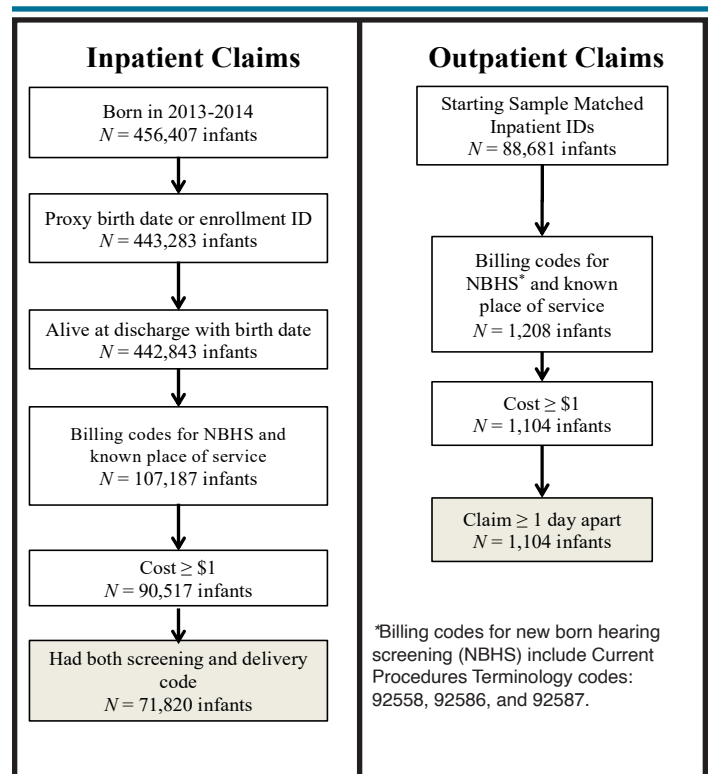 Inpatient Claims
Born in 2013-2014
N = 456,407 infants
Proxy birth date or enrollment ID
N = 443,283 infants
Alive at discharge with birth date
N = 442,843 infants
Billing codes for NBHS and
known place of service
N = 107,187 infants
Cost ≥ $1
N = 90,517 infants
Had both screening and delivery
code
N = 71,820 infants
Outpatient Claims
Starting Sample Matched
Inpatient IDs
N = 88,681 infants
Billing codes for
NBHS* and known
place of service
N = 1,208 infants
Cost ≥ $1
N = 1,104 infants
Claim ≥ 1 day apart
N = 1,104 infants
*Billing codes for new born hearing
screening (NBHS) include Current
Procedures Terminology codes:
92558, 92586, and 92587.